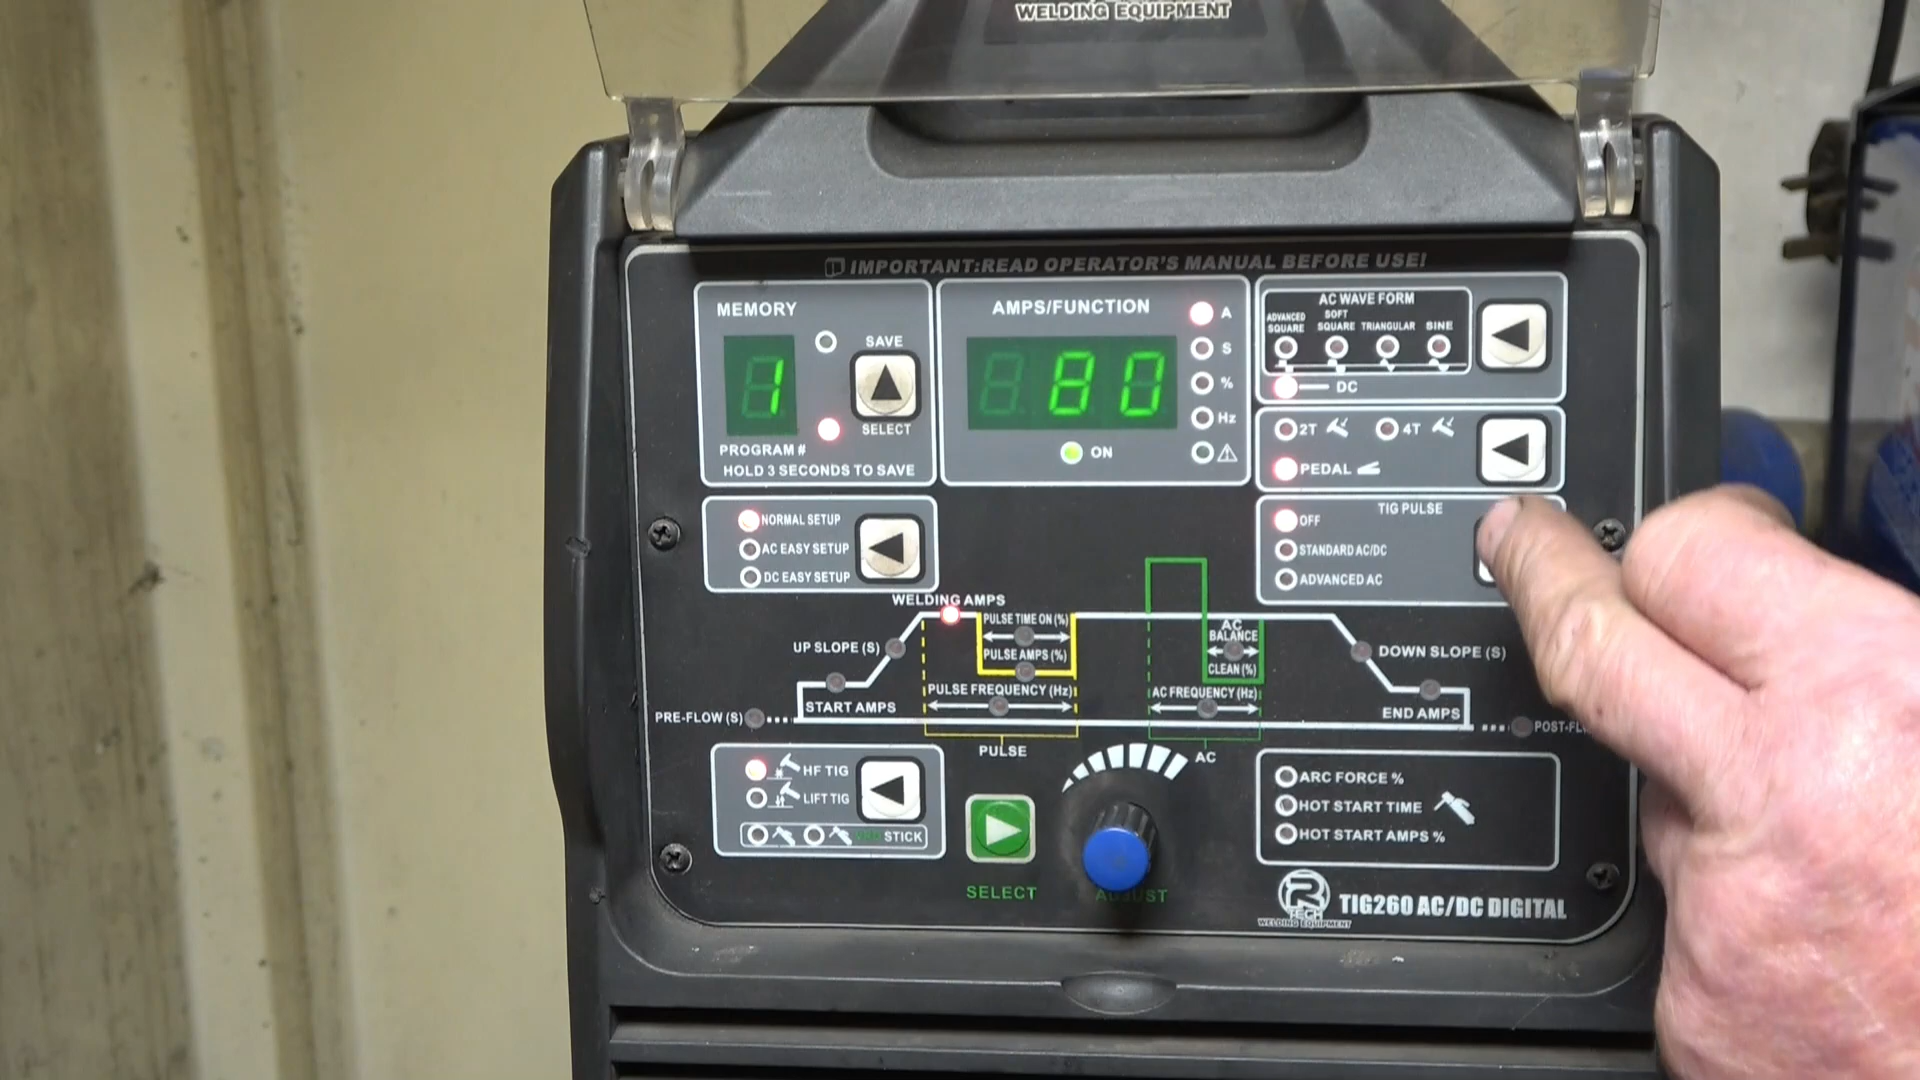 WELDING EQUIPMENT
IMPORTANT:READ OPERATOR'S MANUAL BEFORE USE!
MEMORY
1
SAVE
SELECT
PROGRAM #
HOLD 3 SECONDS TO SAVE
AMPS/FUNCTION
80
ON
A
S
%
Hz
AC WAVE FORM
ADVANCED SQUARE
SOFT SQUARE
TRIANGULAR
SINE
DC
2T
4T
PEDAL
NORMAL SETUP
AC EASY SETUP
DC EASY SETUP
TIG PULSE
OFF
STANDARD AC/DC
ADVANCED AC
WELDING AMPS
PULSE TIME ON (%)
PULSE AMPS (%)
UP SLOPE (S)
AC
BALANCE
CLEAN (%)
DOWN SLOPE (S)
PULSE FREQUENCY (Hz)
AC FREQUENCY (Hz)
START AMPS
END AMPS
PRE-FLOW (S)
PULSE
AC
HF TIG
LIFT TIG
STICK
SELECT
ADJUST
ARC FORCE %
HOT START TIME
HOT START AMPS %
R
TECH
WELDING EQUIPMENT
TIG260 AC/DC DIGITAL